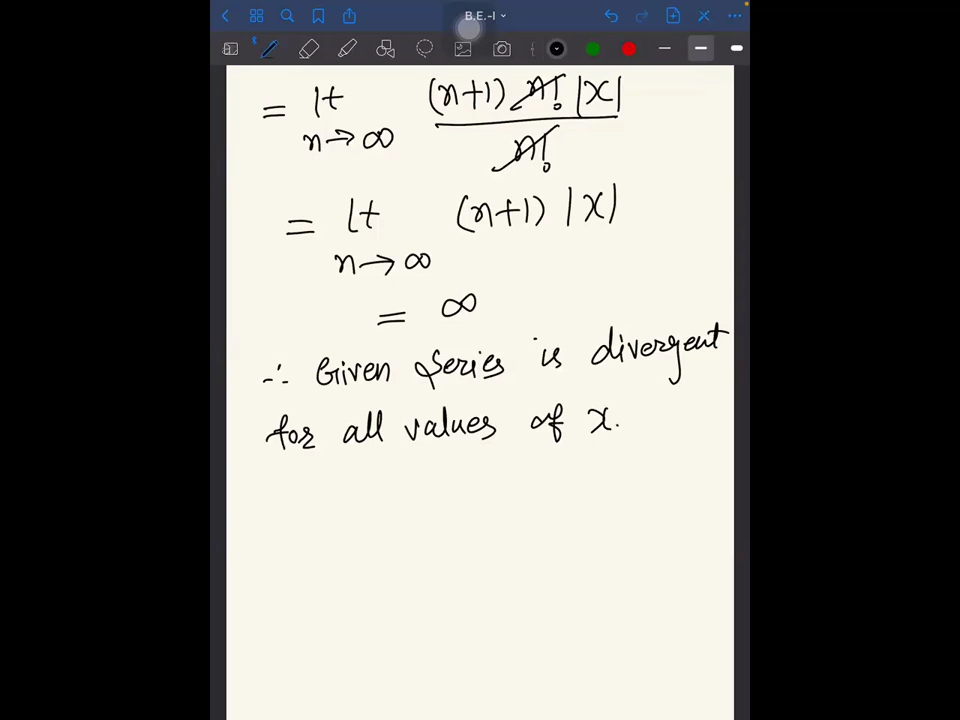 B.E.-I
= lt (n+1) n! |x|
n→∞ n!
= lt (n+1) |x|
n→∞
= ∞
∴ Given Series is divergent
for all values of x.